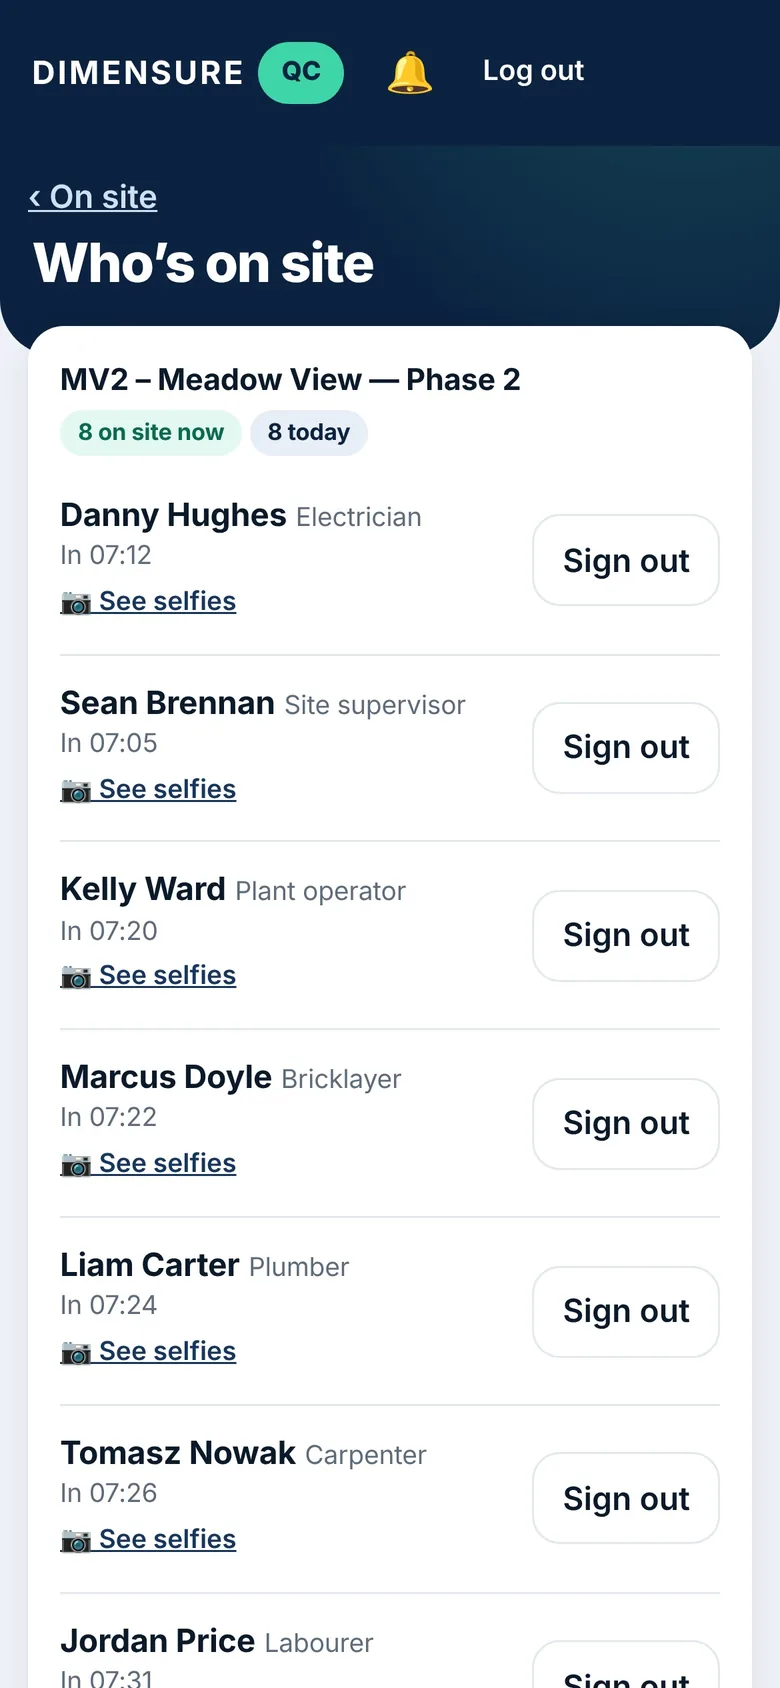 DIMENSURE QC Log out
‹ On site
Who’s on site
MV2 – Meadow View — Phase 2
8 on site now 8 today
Danny Hughes Electrician
In 07:12
See selfies
Sign out
Sean Brennan Site supervisor
In 07:05
See selfies
Sign out
Kelly Ward Plant operator
In 07:20
See selfies
Sign out
Marcus Doyle Bricklayer
In 07:22
See selfies
Sign out
Liam Carter Plumber
In 07:24
See selfies
Sign out
Tomasz Nowak Carpenter
In 07:26
See selfies
Sign out
Jordan Price Labourer
In 07:31
Sign out